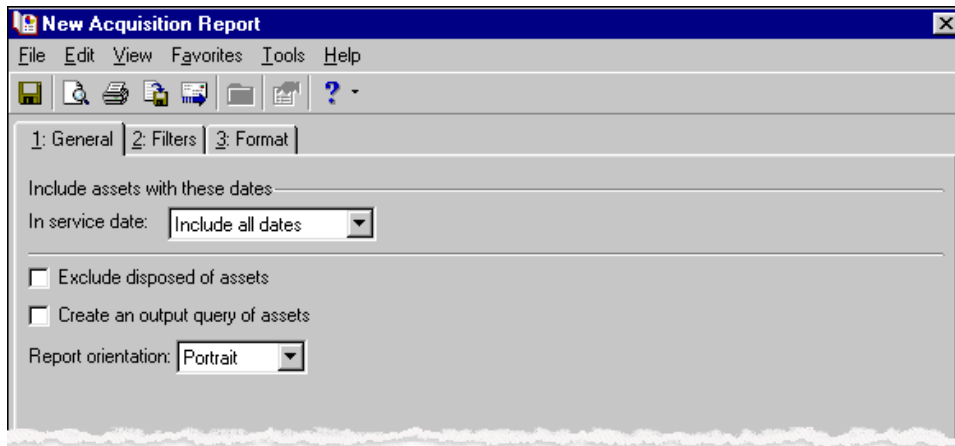 New Acquisition Report
File Edit View Favorites Tools Help
?
1: General 2: Filters 3: Format
Include assets with these dates
In service date: Include all dates
Exclude disposed of assets
Create an output query of assets
Report orientation: Portrait